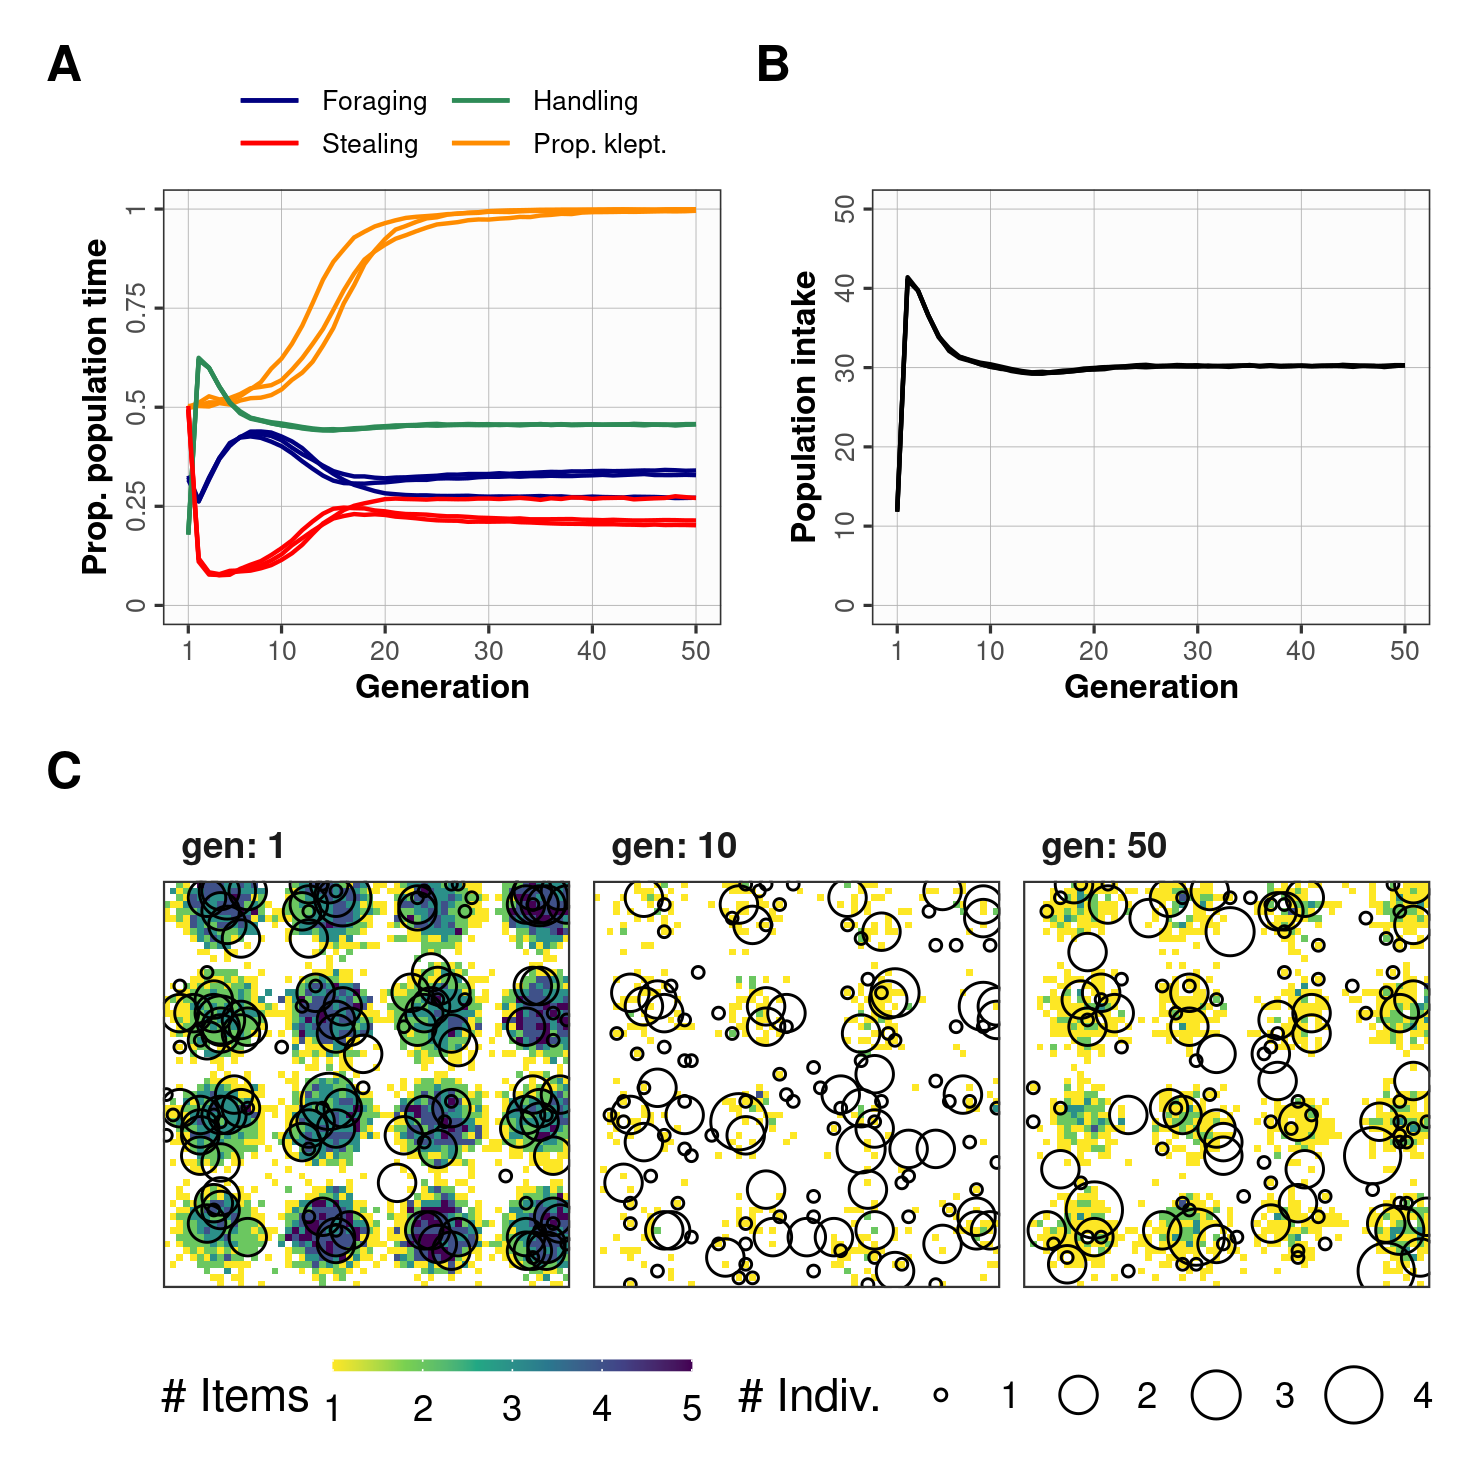 A
B
Foraging
Handling
Stealing
Prop. klept.
Prop. population time
1
0.75
0.5
0.25
0
1 10 20 30 40 50
Generation
Population intake
50
40
30
20
10
0
1 10 20 30 40 50
Generation
C
gen: 1
gen: 10
gen: 50
# Items
1 2 3 4 5
# Indiv.
1 2 3 4